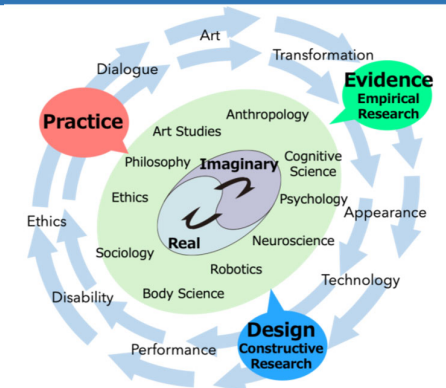 Art
Transformation
Dialogue
Evidence
Empirical
Research
Practice
Anthropology
Art Studies
Philosophy
Imaginary
Cognitive
Science
Ethics
Psychology
Appearance
Ethics
Real
Neuroscience
Sociology
Robotics
Technology
Body Science
Disability
Design
Constructive
Research
Performance